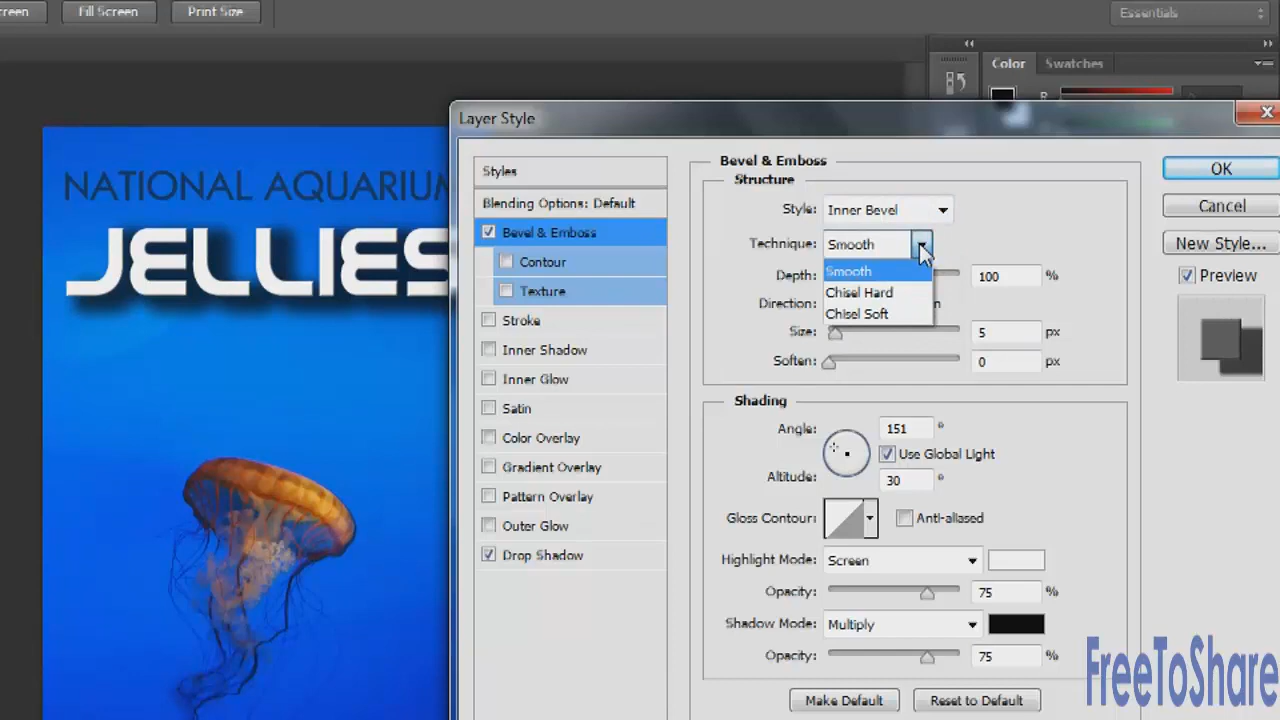 Screen
Fill Screen
Print Size
Essentials
Color
Swatches
R
Layer Style
NATIONAL AQUARIUM
JELLIES
Styles
Blending Options: Default
Bevel & Emboss
Contour
Texture
Stroke
Inner Shadow
Inner Glow
Satin
Color Overlay
Gradient Overlay
Pattern Overlay
Outer Glow
Drop Shadow
Bevel & Emboss
Structure
Style: Inner Bevel
Technique: Smooth
Smooth
Chisel Hard
Chisel Soft
Depth: 100 %
Direction: n
Size: 5 px
Soften: 0 px
Shading
Angle: 151 °
Use Global Light
Altitude: 30 °
Gloss Contour: Anti-aliased
Highlight Mode: Screen
Opacity: 75 %
Shadow Mode: Multiply
Opacity: 75 %
Make Default
Reset to Default
OK
Cancel
New Style...
Preview
FreeToShare